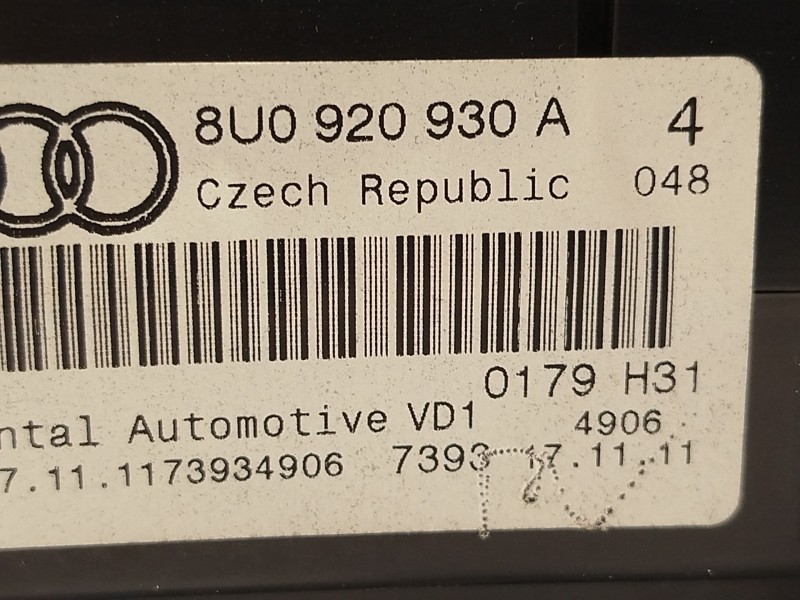 8U0 920 930 A 4
Czech Republic 048
0179 H31
ntal Automotive VD1 4906
7.11.1173934906 7393 17.11.11